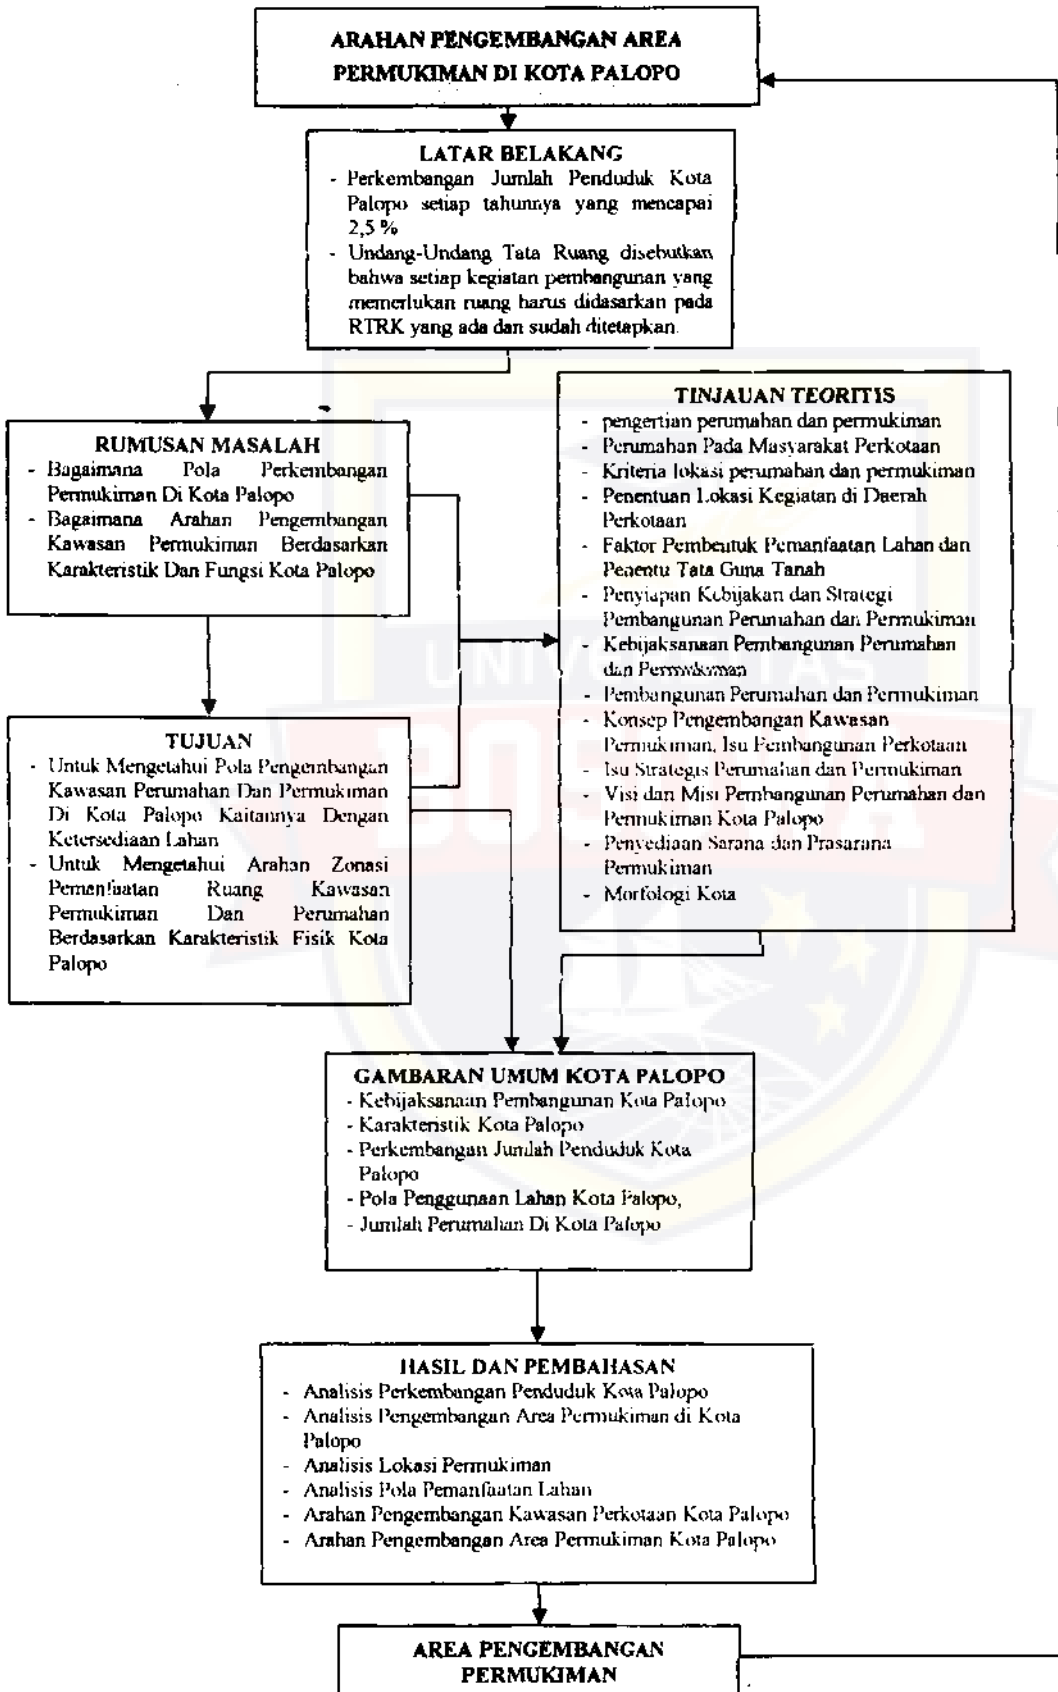 ARAHAN PENGEMBANGAN AREA
PERMUKIMAN DI KOTA PALOPO
LATAR BELAKANG
- Perkembangan Jumlah Penduduk Kota
Palopo setiap tahunnya yang mencapai
2,5 %
- Undang-Undang Tata Ruang disebutkan
bahwa setiap kegiatan pembangunan yang
memerlukan ruang harus didasarkan pada
RTRK yang ada dan sudah ditetapkan.
RUMUSAN MASALAH
- Bagaimana Pola Perkembangan
Permukiman Di Kota Palopo
- Bagaimana Arahan Pengembangan
Kawasan Permukiman Berdasarkan
Karakteristik Dan Fungsi Kota Palopo
TUJUAN
- Untuk Mengetahui Pola Pengembangan
Kawasan Perumahan Dan Permukiman
Di Kota Palopo Kaitannya Dengan
Ketersediaan Lahan
- Untuk Mengetahui Arahan Zonasi
Pemanfaatan Ruang Kawasan
Permukiman Dan Perumahan
Berdasarkan Karakteristik Fisik Kota
Palopo
TINJAUAN TEORITIS
- pengertian perumahan dan permukiman
- Perumahan Pada Masyarakat Perkotaan
- Kriteria lokasi perumahan dan permukiman
- Penentuan Lokasi Kegiatan di Daerah
Perkotaan
- Faktor Pembentuk Pemanfaatan Lahan dan
Penentu Tata Guna Tanah
- Penyiapan Kebijakan dan Strategi
Pembangunan Perumahan dan Permukiman
- Kebijaksanaan Pembangunan Perumahan
dan Permukiman
- Pembangunan Perumahan dan Permukiman
- Konsep Pengembangan Kawasan
Permukiman, Isu Pembangunan Perkotaan
- Isu Strategis Perumahan dan Permukiman
- Visi dan Misi Pembangunan Perumahan dan
Permukiman Kota Palopo
- Penyediaan Sarana dan Prasarana
Permukiman
- Morfologi Kota
UNIVERSITAS
BOSOWA
GAMBARAN UMUM KOTA PALOPO
- Kebijaksanaan Pembangunan Kota Palopo
- Karakteristik Kota Palopo
- Perkembangan Jumlah Penduduk Kota
Palopo
- Pola Penggunaan Lahan Kota Palopo,
- Jumlah Perumahan Di Kota Palopo
HASIL DAN PEMBAHASAN
- Analisis Perkembangan Penduduk Kota Palopo
- Analisis Pengembangan Area Permukiman di Kota
Palopo
- Analisis Lokasi Permukiman
- Analisis Pola Pemanfaatan Lahan
- Arahan Pengembangan Kawasan Perkotaan Kota Palopo
- Arahan Pengembangan Area Permukiman Kota Palopo
AREA PENGEMBANGAN
PERMUKIMAN